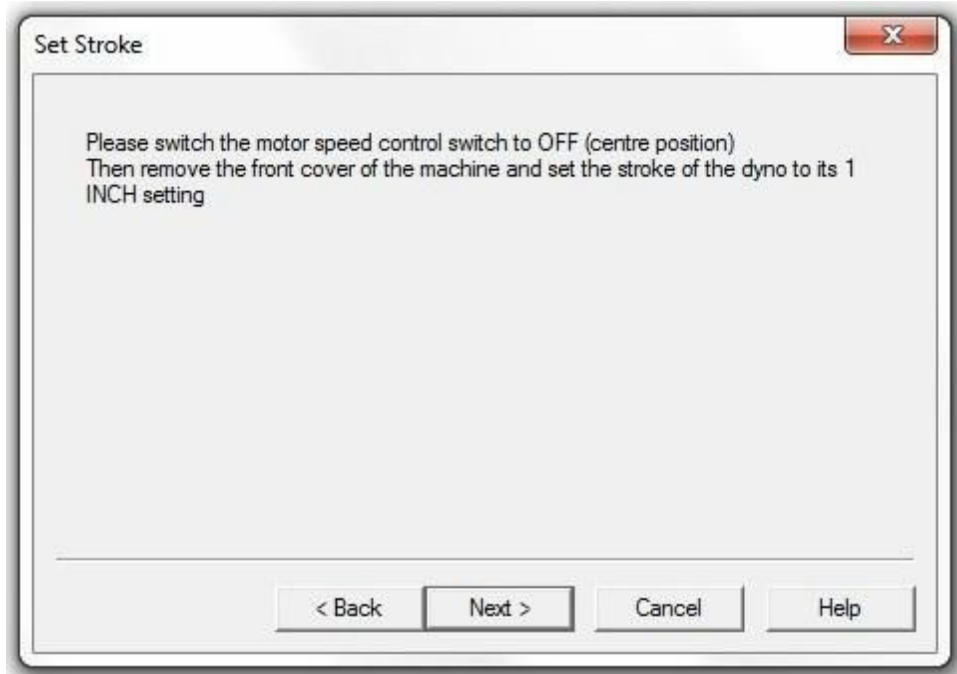 Set Stroke
Please switch the motor speed control switch to OFF (centre position)
Then remove the front cover of the machine and set the stroke of the dyno to its 1
INCH setting
< Back Next > Cancel Help